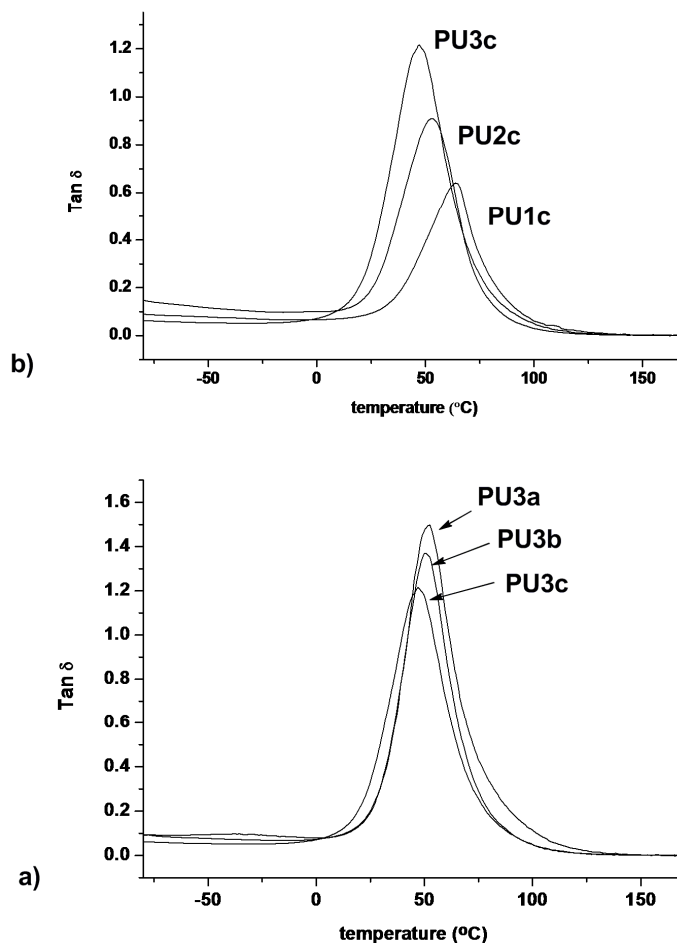 PU3c
PU2c
PU1c
Tan δ
1.2
1.0
0.8
0.6
0.4
0.2
0.0
-50 0 50 100 150
temperature (°C)
b)
PU3a
PU3b
PU3c
Tan δ
1.6
1.4
1.2
1.0
0.8
0.6
0.4
0.2
0.0
-50 0 50 100 150
temperature (ºC)
a)